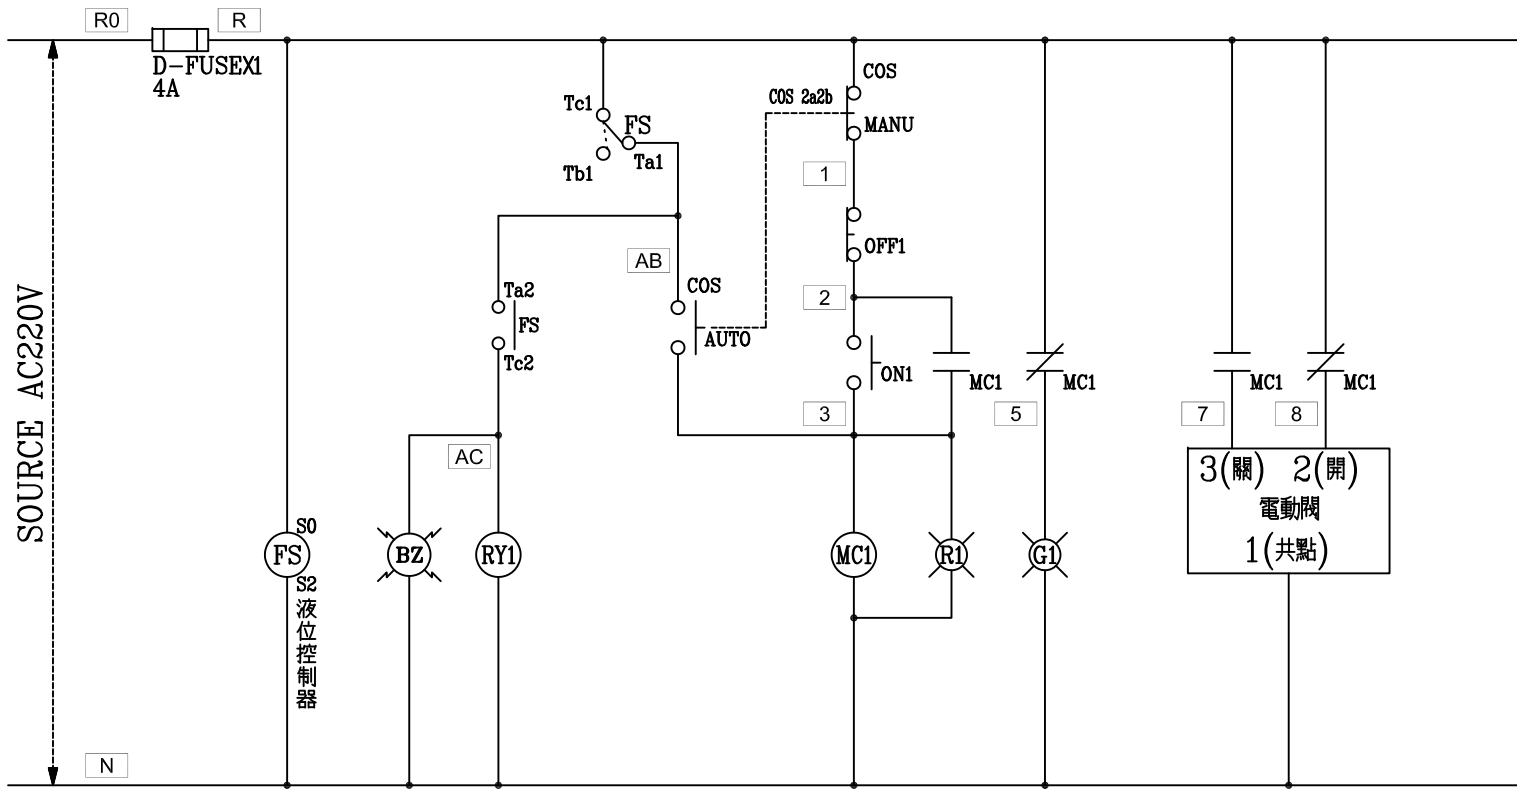 R0
R
D-FUSEX1
4A
COS
COS 2a2b
Tc1
FS
MANU
Tb1
Ta1
1
OFF1
AB
COS
Ta2
2
FS
AUTO
Tc2
ON1
MC1
MC1
MC1
MC1
SOURCE AC220V
3
5
7
8
AC
3(關) 2(開)
電動閥
1(共點)
S0
FS
BZ
RY1
MC1
R1
G1
S2
液位控制器
N